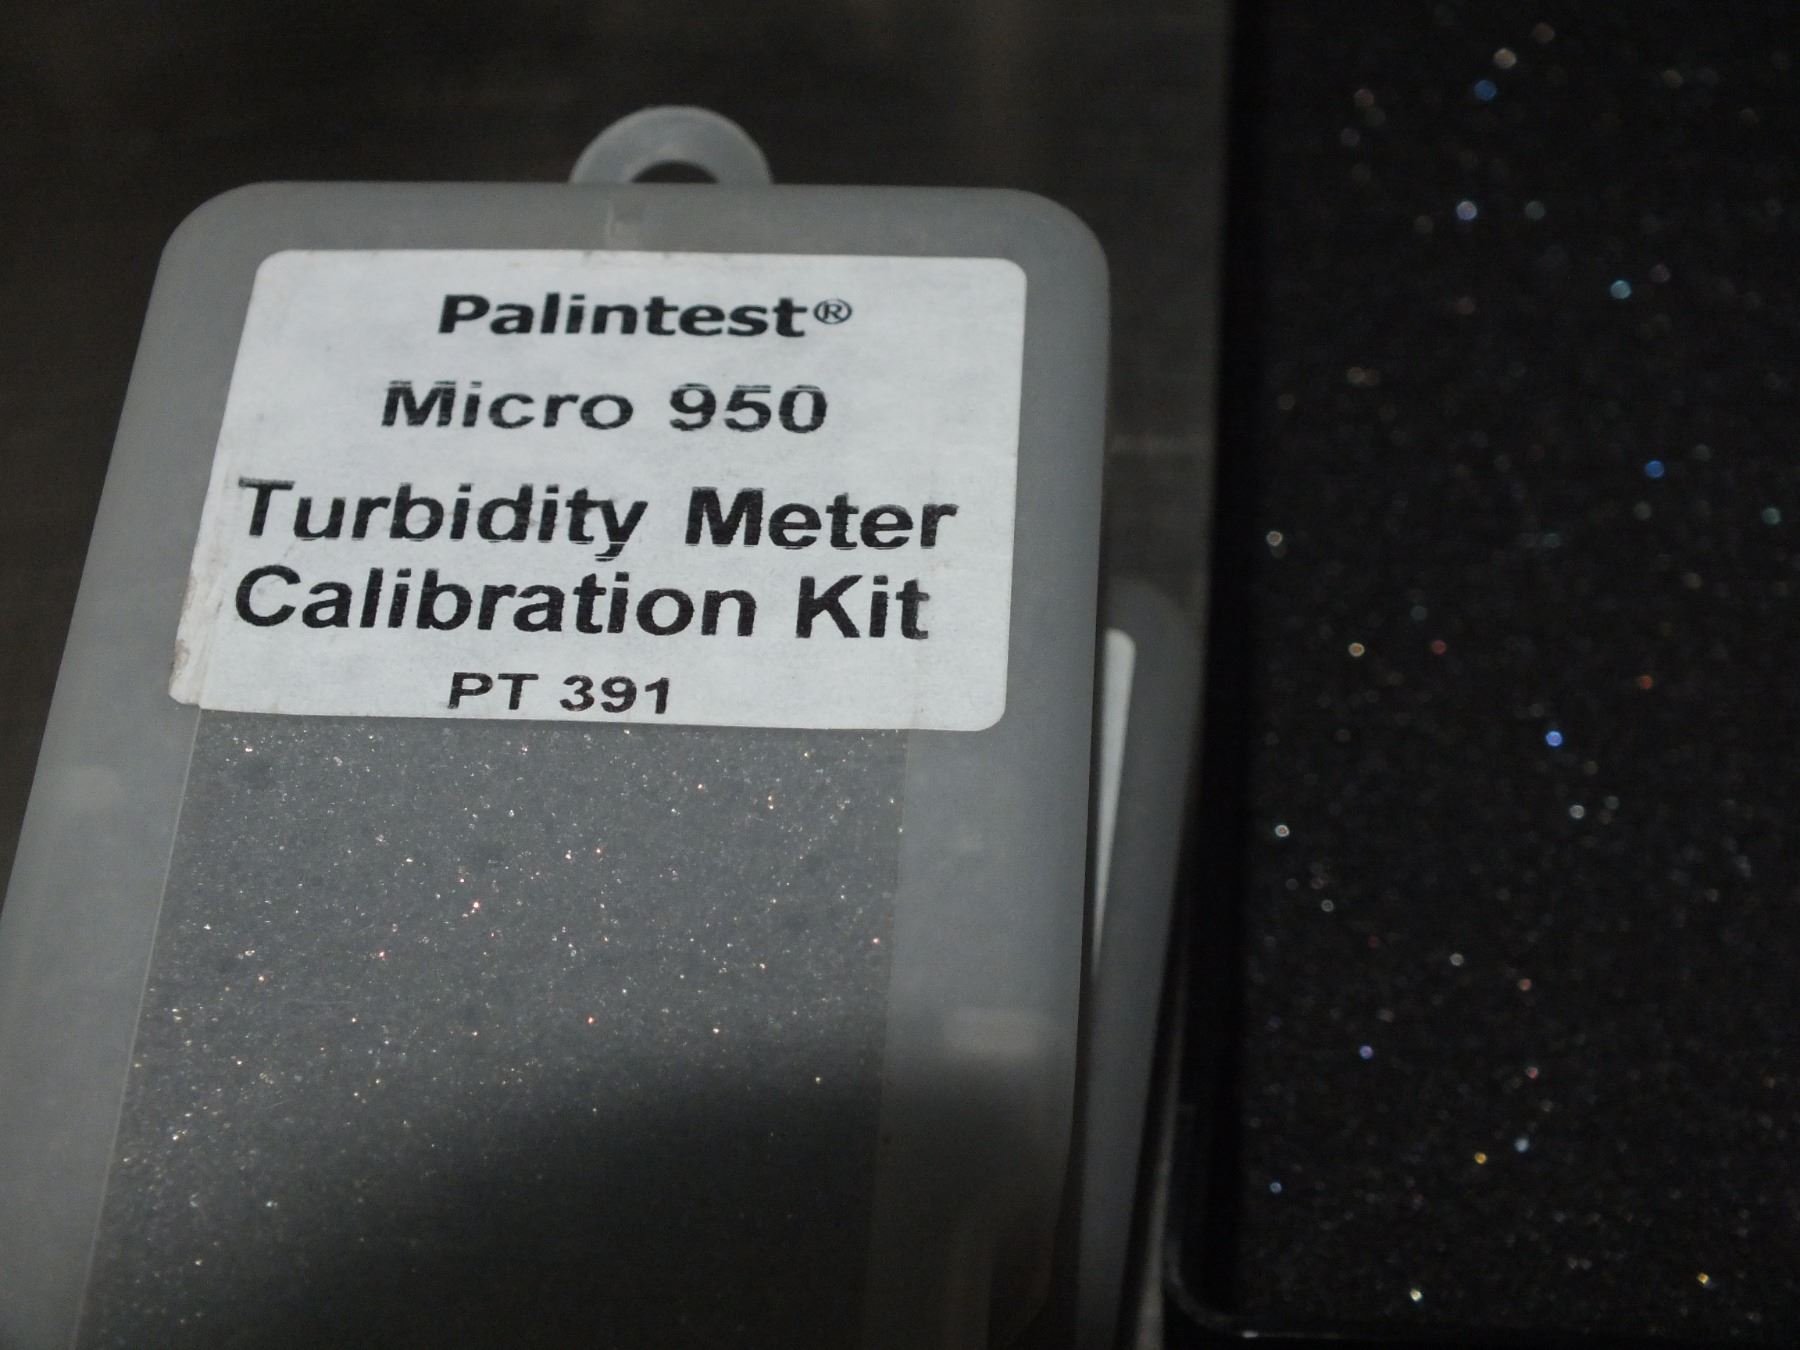 Palintest®
Micro 950
Turbidity Meter
Calibration Kit
PT 391